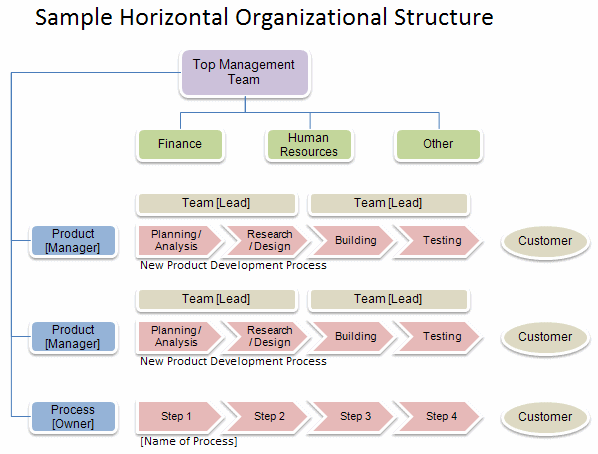 Sample Horizontal Organizational Structure
Top Management
Team
Finance
Human
Resources
Other
Team [Lead]
Team [Lead]
Product
[Manager]
Planning/
Analysis
Research
/Design
Building
Testing
Customer
New Product Development Process
Team [Lead]
Team [Lead]
Product
[Manager]
Planning/
Analysis
Research
/Design
Building
Testing
Customer
New Product Development Process
Process
[Owner]
Step 1
Step 2
Step 3
Step 4
Customer
[Name of Process]